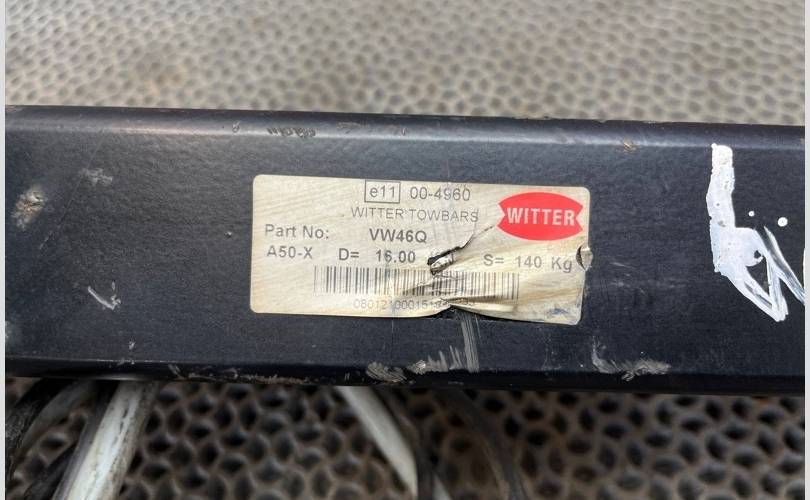 e11 00-4960
WITTER TOWBARS
WITTER
Part No: VW46Q
A50-X D= 16.00 S= 140 Kg